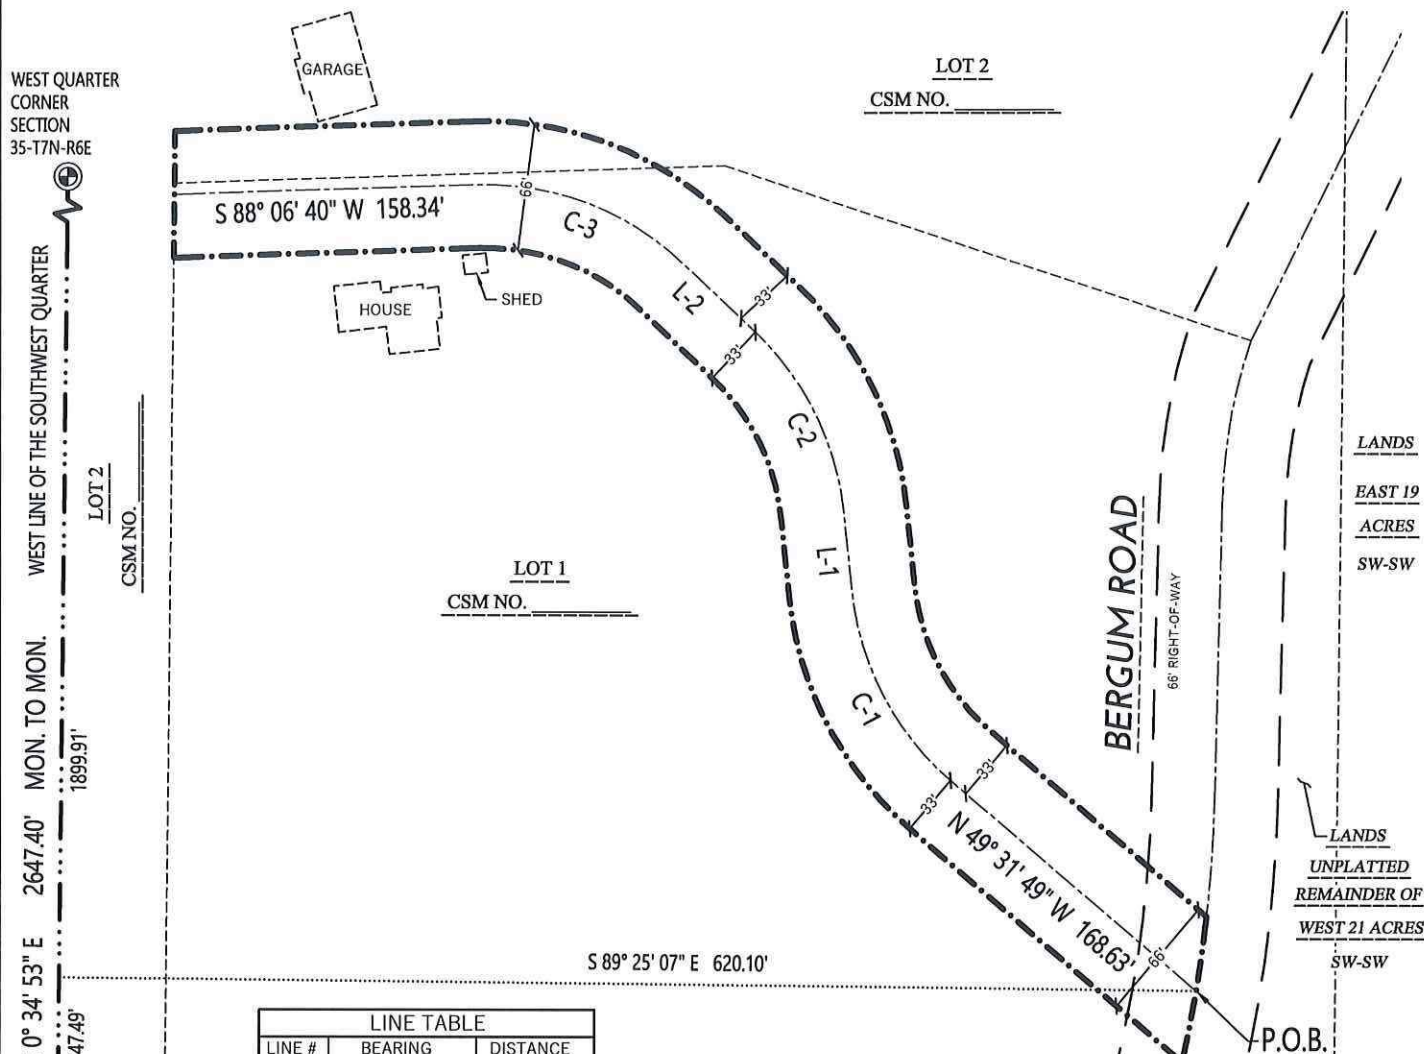 WEST QUARTER
CORNER
SECTION
35-T7N-R6E
GARAGE
LOT 2
CSM NO.
S 88° 06' 40" W 158.34'
66'
C-3
L-2
33'
33'
HOUSE
SHED
C-2
L-1
C-1
33'
33'
LOT 1
CSM NO.
WEST LINE OF THE SOUTHWEST QUARTER
LOT 2
CSM NO.
MON. TO MON.
2647.40'
1899.91'
0° 34' 53" E
47.49'
BERGUM ROAD
66' RIGHT-OF-WAY
LANDS
EAST 19
ACRES
SW-SW
LANDS
UNPLATTED
REMAINDER OF
WEST 21 ACRES
SW-SW
N 49° 31' 49" W 168.63'
66'
S 89° 25' 07" E 620.10'
P.O.B.
LINE TABLE
LINE # BEARING DISTANCE